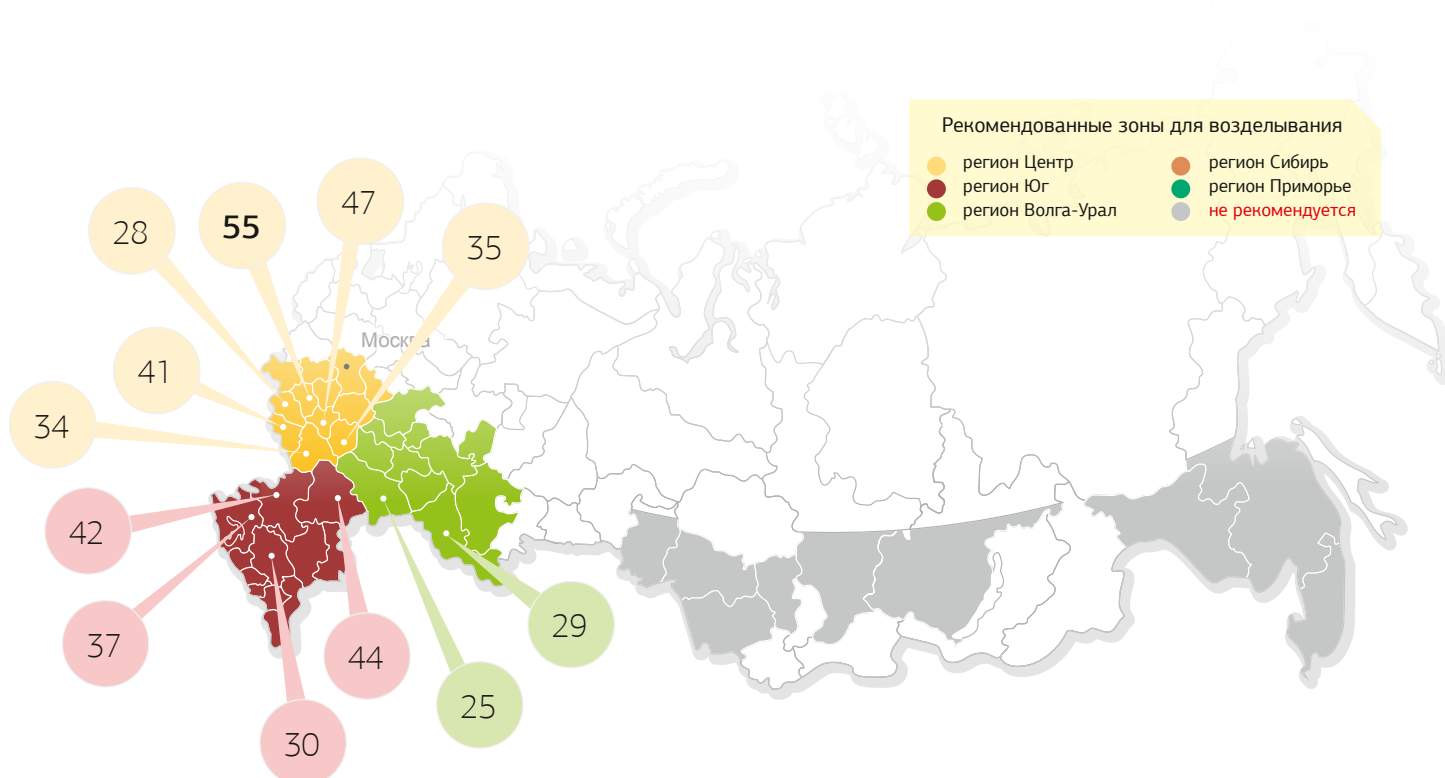 Рекомендованные зоны для возделывания
регион Центр
регион Юг
регион Волга-Урал
регион Сибирь
регион Приморье
не рекомендуется
47
55
28
35
Москва
41
34
42
37
44
29
25
30